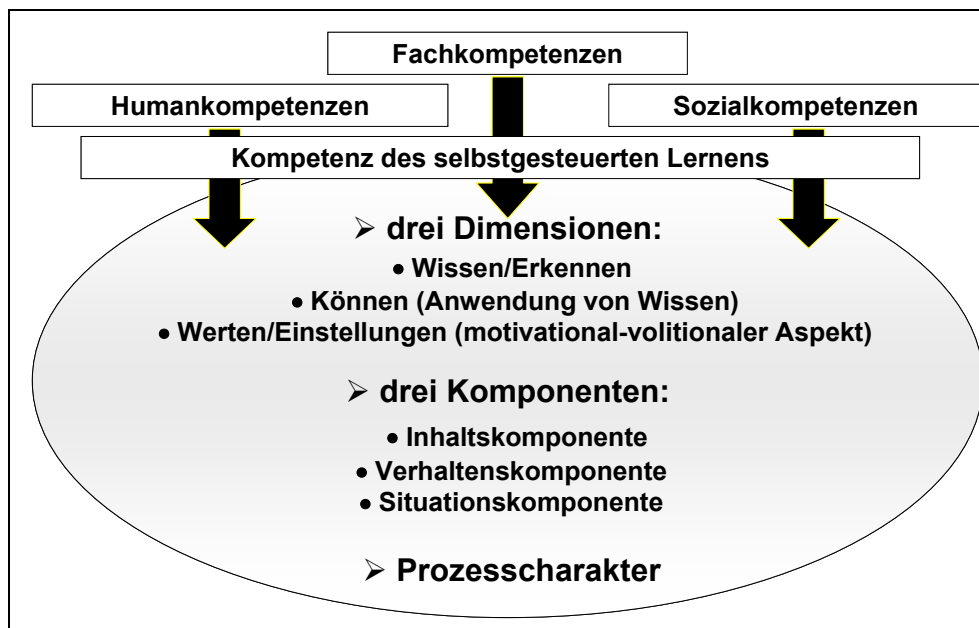 Fachkompetenzen
Humankompetenzen
Sozialkompetenzen
Kompetenz des selbstgesteuerten Lernens
➢ drei Dimensionen:
• Wissen/Erkennen
• Können (Anwendung von Wissen)
• Werten/Einstellungen (motivational-volitionaler Aspekt)
➢ drei Komponenten:
• Inhaltskomponente
• Verhaltenskomponente
• Situationskomponente
➢ Prozesscharakter